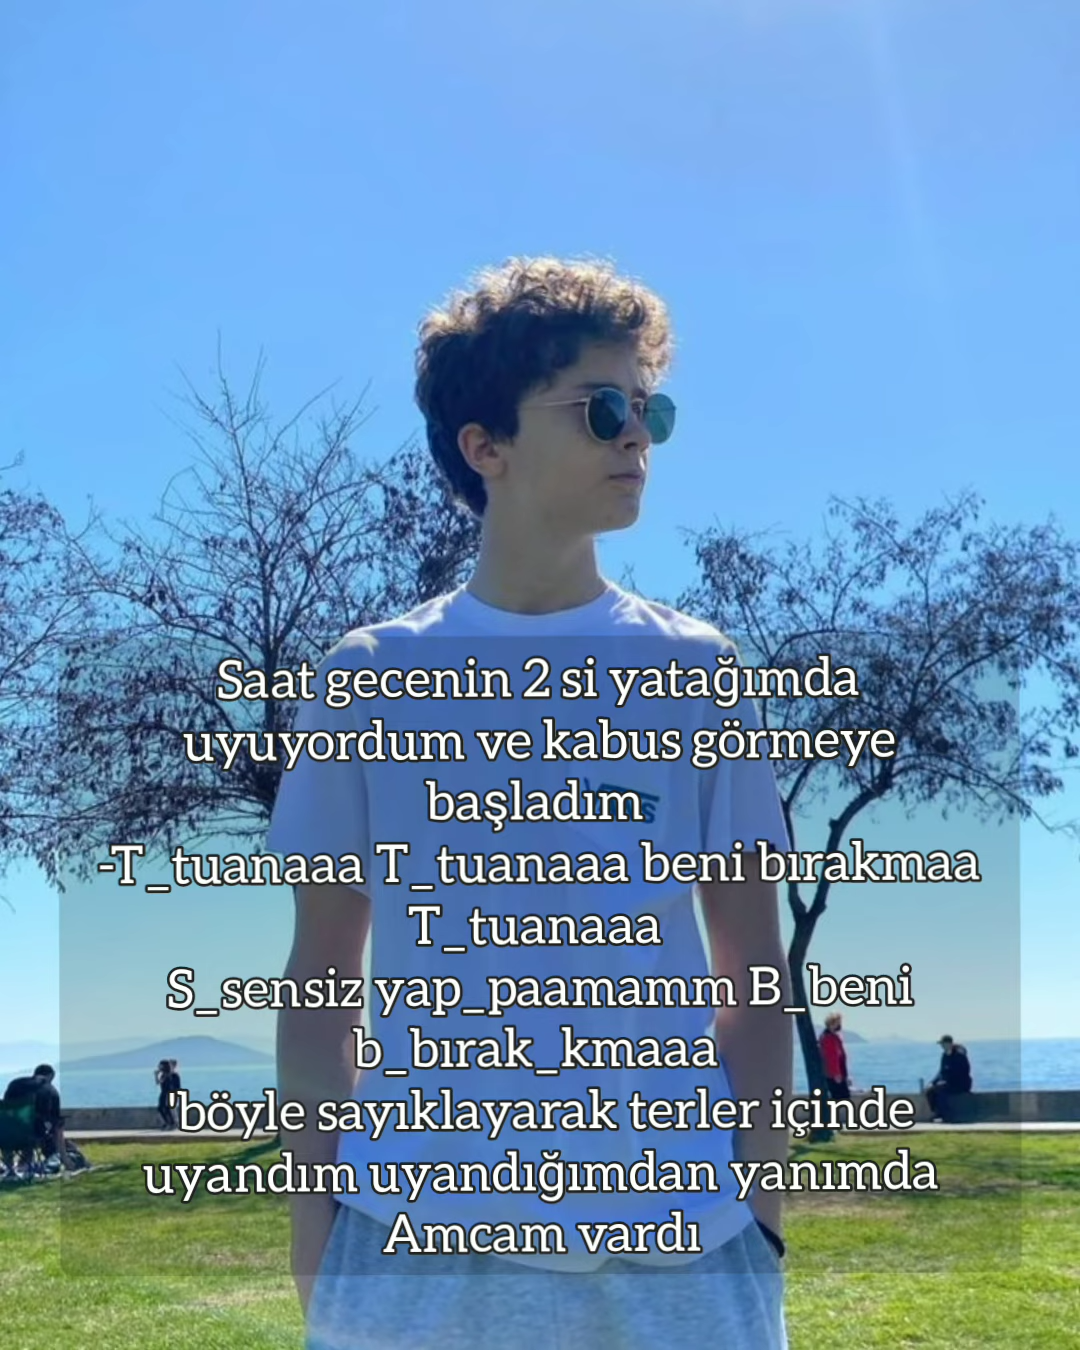 Saat gecenin 2 si yatağımda
uyuyordum ve kabus görmeye
başladım
-T_tuanaaa T_tuanaaa beni bırakmaa
T_tuanaaa
S_sensiz yap_paamamm B_beni
b_bırak_kmaaa
'böyle sayıklayarak terler içinde
uyandım uyandığımdan yanımda
Amcam vardı